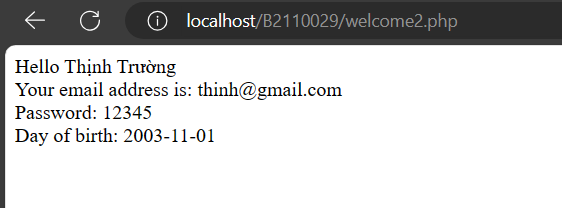 localhost/B2110029/welcome2.php
Hello Thịnh Trường
Your email address is: thinh@gmail.com
Password: 12345
Day of birth: 2003-11-01